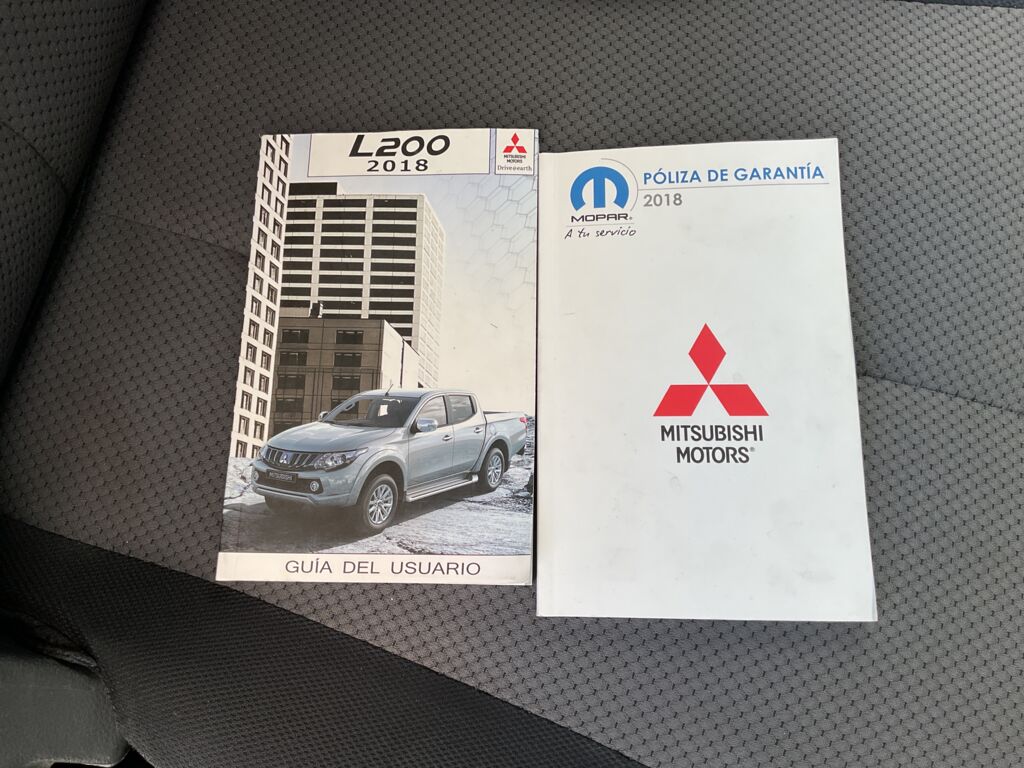 L200
2018
MITSUBISHI
MOTORS
Drive@earth
GUÍA DEL USUARIO
MOPAR®
A tu servicio
PÓLIZA DE GARANTÍA
2018
MITSUBISHI
MOTORS®